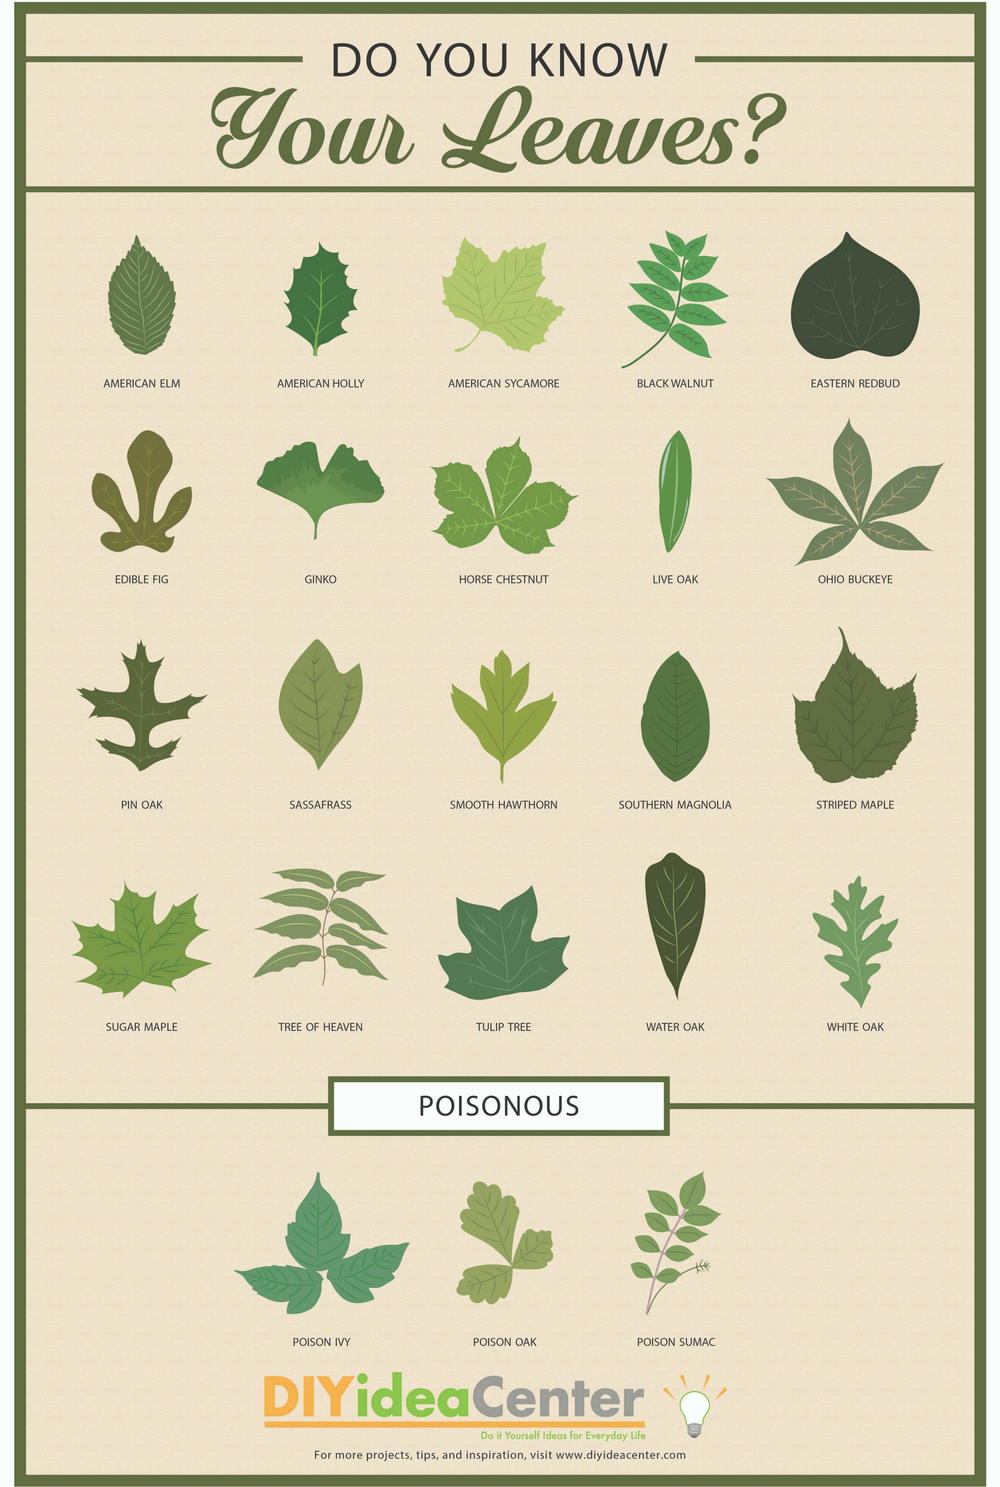 DO YOU KNOW
Your Leaves?
AMERICAN ELM
AMERICAN HOLLY
AMERICAN SYCAMORE
BLACK WALNUT
EASTERN REDBUD
EDIBLE FIG
GINKO
HORSE CHESTNUT
LIVE OAK
OHIO BUCKEYE
PIN OAK
SASSAFRASS
SMOOTH HAWTHORN
SOUTHERN MAGNOLIA
STRIPED MAPLE
SUGAR MAPLE
TREE OF HEAVEN
TULIP TREE
WATER OAK
WHITE OAK
POISONOUS
POISON IVY
POISON OAK
POISON SUMAC
DIYideaCenter
Do it Yourself Ideas for Everyday Life
For more projects, tips, and inspiration, visit www.diyideacenter.com